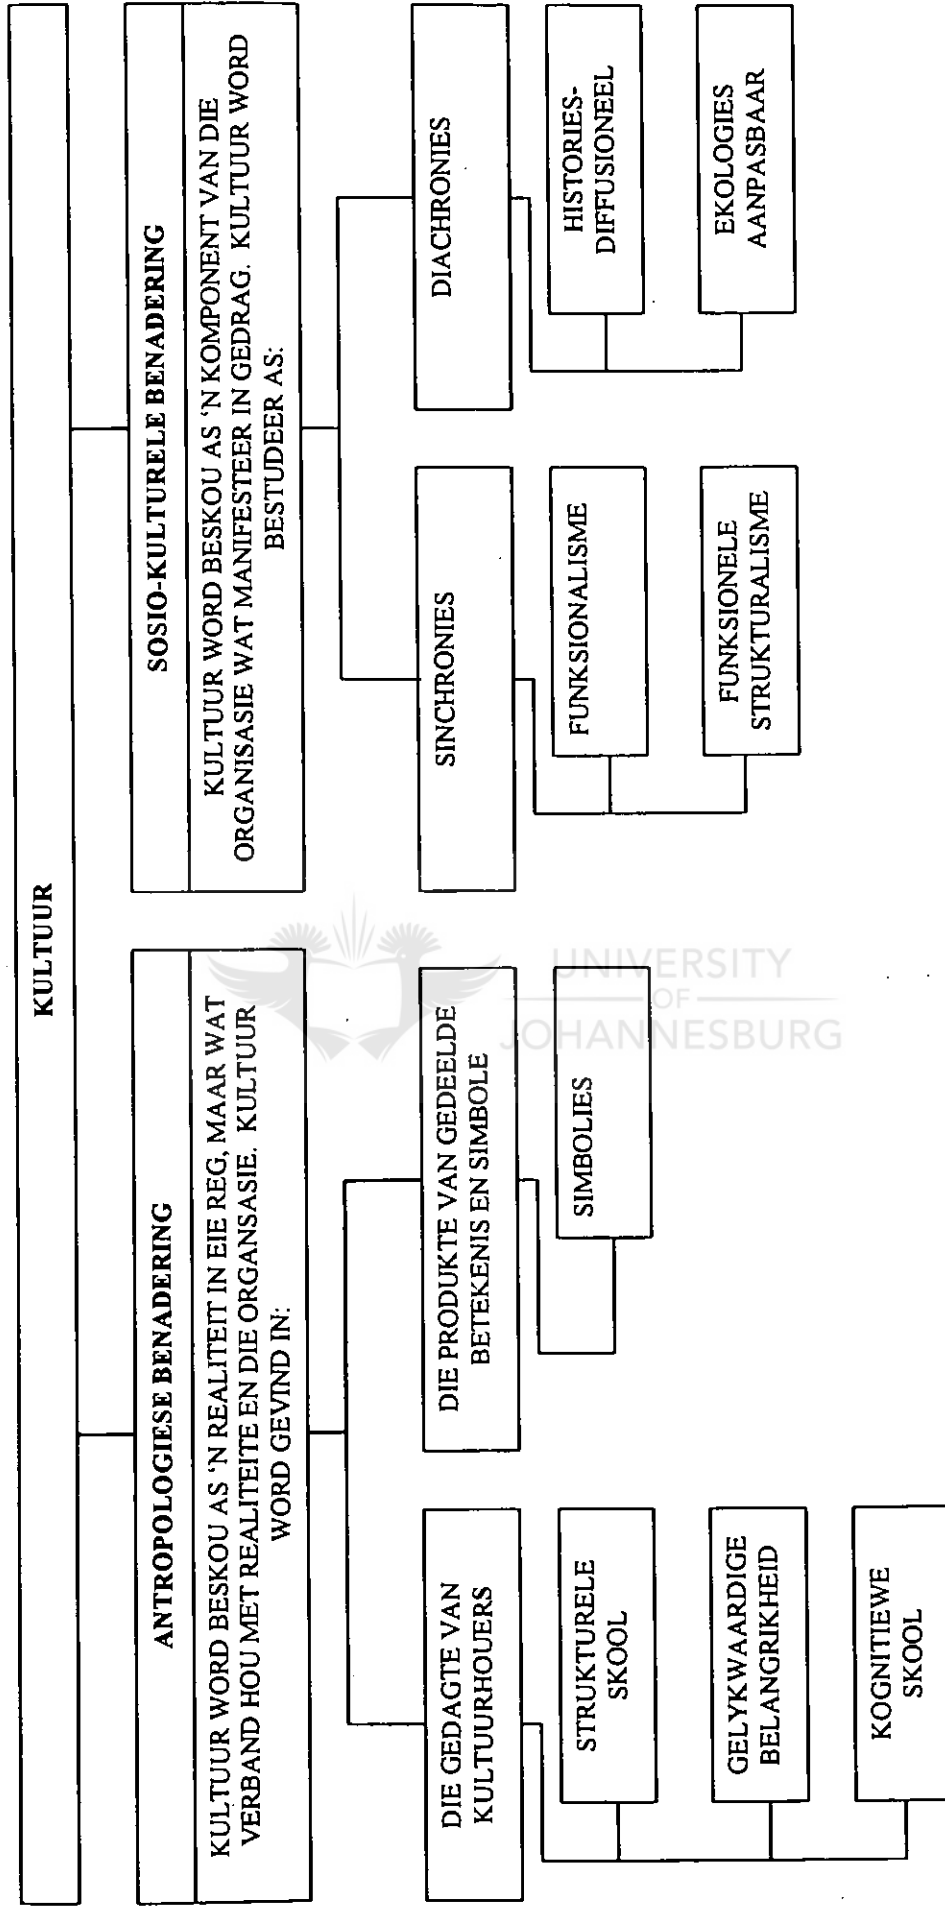 KULTUUR
ANTROPOLOGIESE BENADERING
KULTUUR WORD BESKOU AS 'N REALITEIT IN EIE REG, MAAR WAT
VERBAND HOU MET REALITEITE EN DIE ORGANSASIE. KULTUUR
WORD GEVIND IN:
SOSIO-KULTURELE BENADERING
KULTUUR WORD BESKOU AS 'N KOMPONENT VAN DIE
ORGANISASIE WAT MANIFESTEER IN GEDRAG. KULTUUR WORD
BESTUDEER AS:
DIE GEDAGTE VAN
KULTUURHOUERS
STRUKTURELE
SKOOL
GELYKWAARDIGE
BELANGRIKHEID
KOGNITIEWE
SKOOL
DIE PRODUKTE VAN GEDEELDE
BETEKENIS EN SIMBOLE
SIMBOLIES
SINCHRONIES
FUNKSIONALISME
FUNKSIONELE
STRUKTURALISME
DIACHRONIES
HISTORIES-
DIFFUSIONEEL
EKOLOGIES
AANPASBAAR
UNIVERSITY
OF
JOHANNESBURG